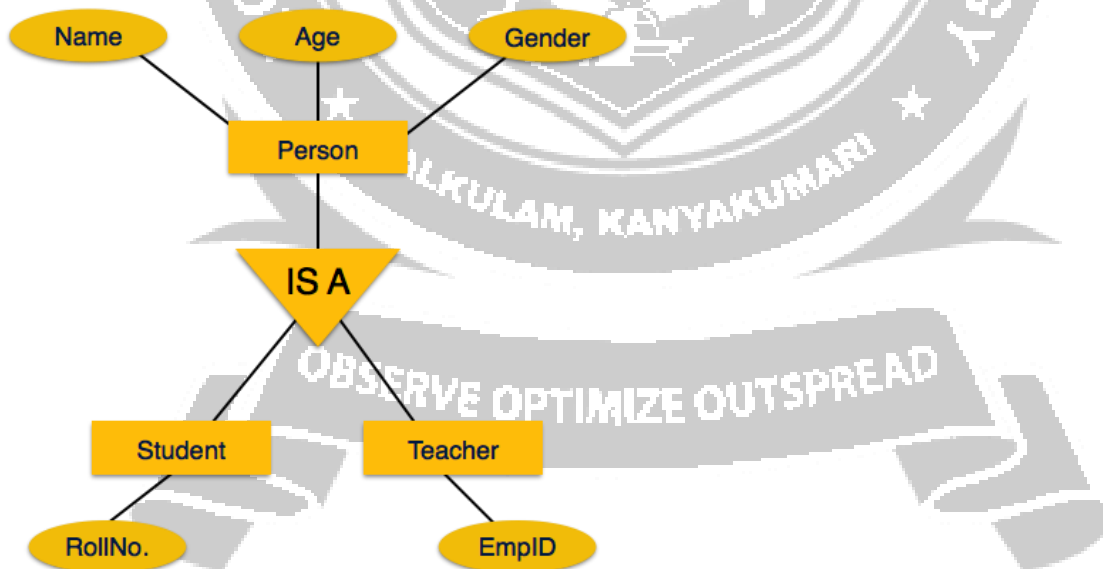 Name
Age
Gender
Person
ALKULAM, KANYAKUMARI
IS A
OBSERVE OPTIMIZE OUTSPREAD
Student
Teacher
RollNo.
EmpID